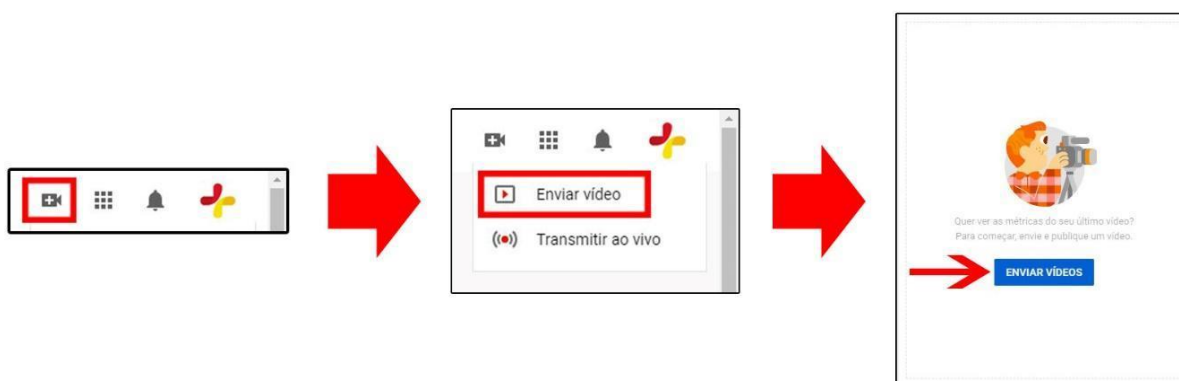 Enviar vídeo
Transmitir ao vivo
Quer ver as métricas do seu último vídeo?
Para começar, envie e publique um vídeo.
ENVIAR VÍDEOS